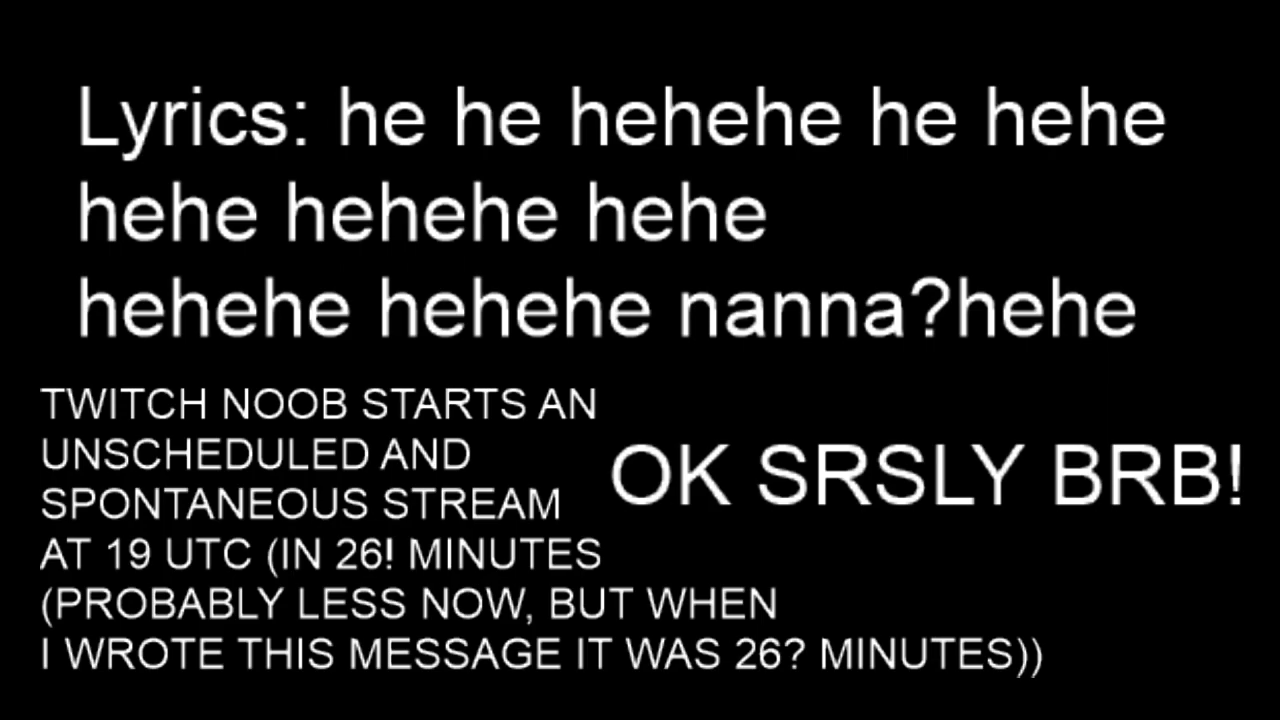 Lyrics: he he hehehe he hehe
hehe hehehe hehe
hehehe hehehe nanna?hehe
TWITCH NOOB STARTS AN
UNSCHEDULED AND
SPONTANEOUS STREAM
AT 19 UTC (IN 26! MINUTES
(PROBABLY LESS NOW, BUT WHEN
I WROTE THIS MESSAGE IT WAS 26? MINUTES))
OK SRSLY BRB!